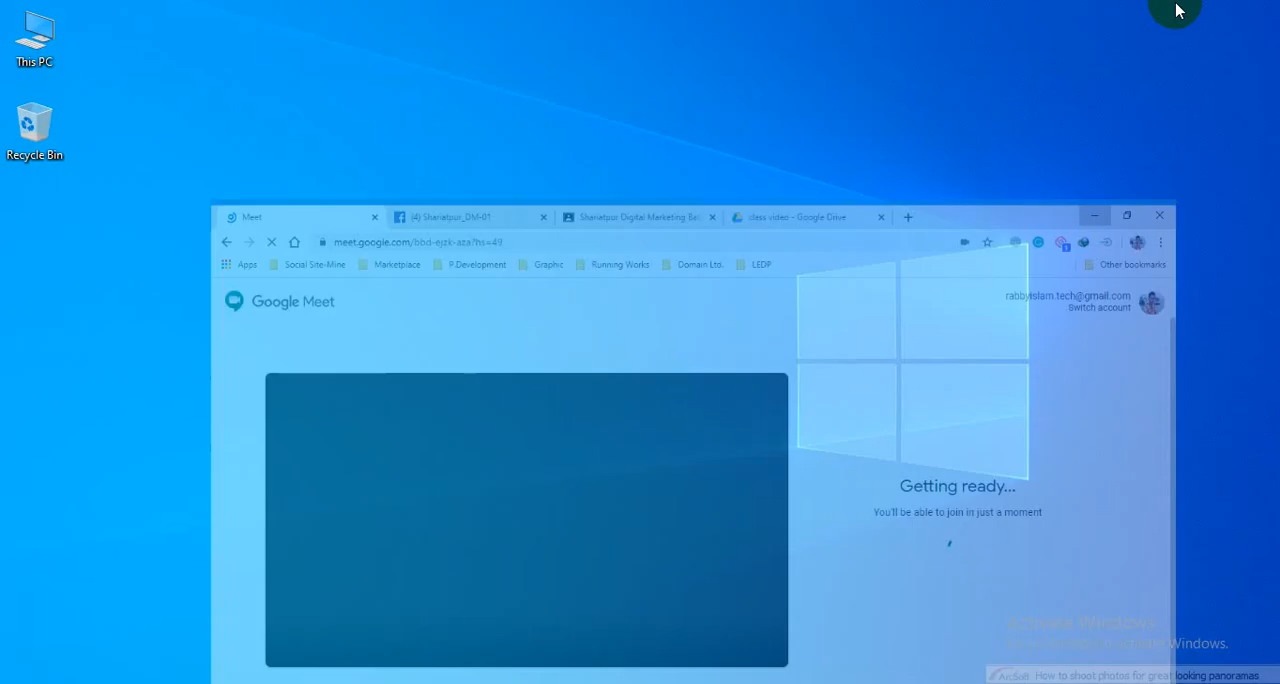 This PC
Recycle Bin
Meet
(4) Shariatpur_DM-01
Shariatpur Digital Marketing Ba
class video - Google Drive
meet.google.com/bbd-ejzk-aza?hs=49
Apps
Social Site-Mine
Marketplace
P.Development
Graphic
Running Works
Domain Ltd.
LEDP
Other bookmarks
Google Meet
rabbyislam.tech@gmail.com
Switch account
Getting ready...
You'll be able to join in just a moment
Activate Windows
Windows.
ArcSoft How to shoot photos for great looking panoramas